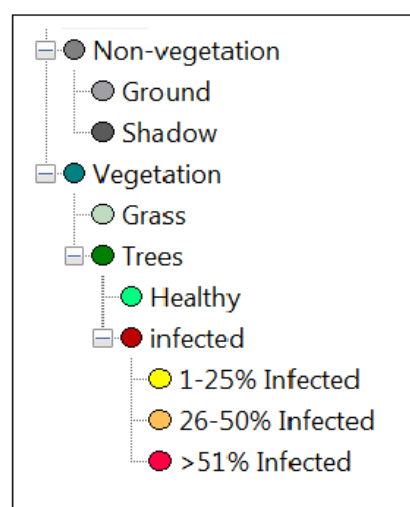 Non-vegetation
Ground
Shadow
Vegetation
Grass
Trees
Healthy
infected
1-25% Infected
26-50% Infected
>51% Infected